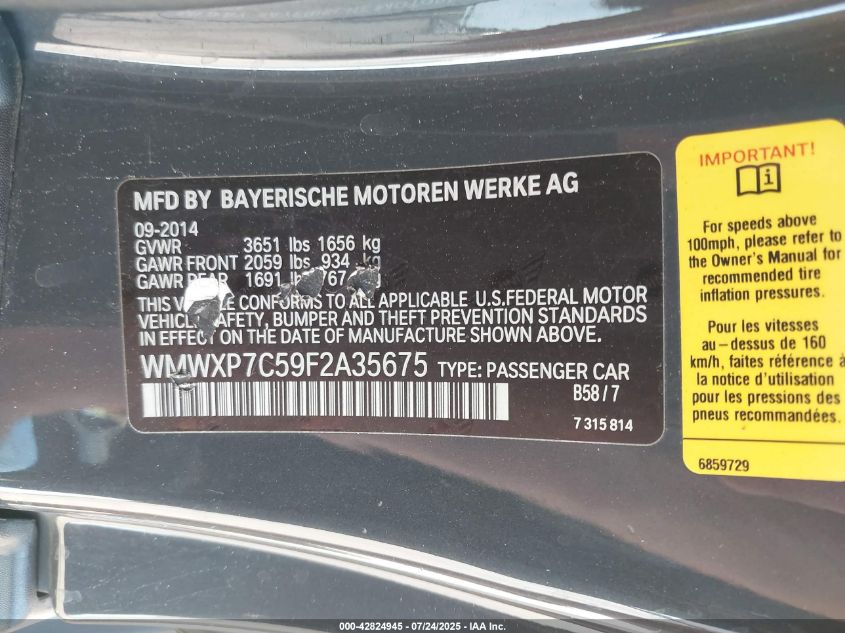 MFD BY BAYERISCHE MOTOREN WERKE AG
09-2014
GVWR 3651 lbs 1656 kg
GAWR FRONT 2059 lbs 934 kg
GAWR REAR 1691 767
THIS CONFORMS TO ALL APPLICABLE U.S.FEDERAL MOTOR
BUMPER AND THEFT PREVENTION STANDARDS
IN EFFECT ON THE DATE OF MANUFACTURE SHOWN ABOVE.
WMWXP7C59F2A35675 TYPE: PASSENGER CAR
B58/7
7 315 814
IMPORTANT!
For speeds above
100mph, please refer to
the Owner's Manual for
recommended tire
inflation pressures.
Pour les vitesses
au-dessus de 160
km/h, faites référence à
la notice d'utilisation
pour les pressions des
pneus recommandées.
6859729
000-42824945 - 07/24/2025 - IAA Inc.